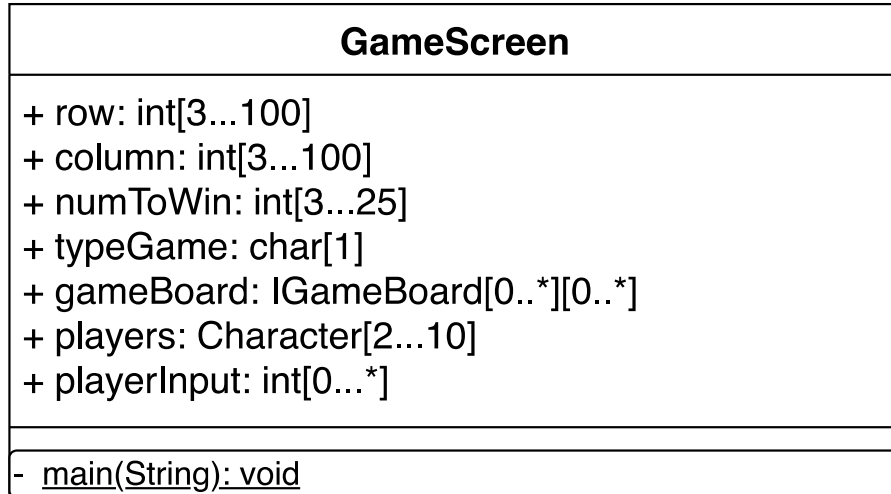 GameScreen
+ row: int[3...100]
+ column: int[3...100]
+ numToWin: int[3...25]
+ typeGame: char[1]
+ gameBoard: IGameBoard[0..*][0..*]
+ players: Character[2...10]
+ playerInput: int[0...*]
- main(String): void